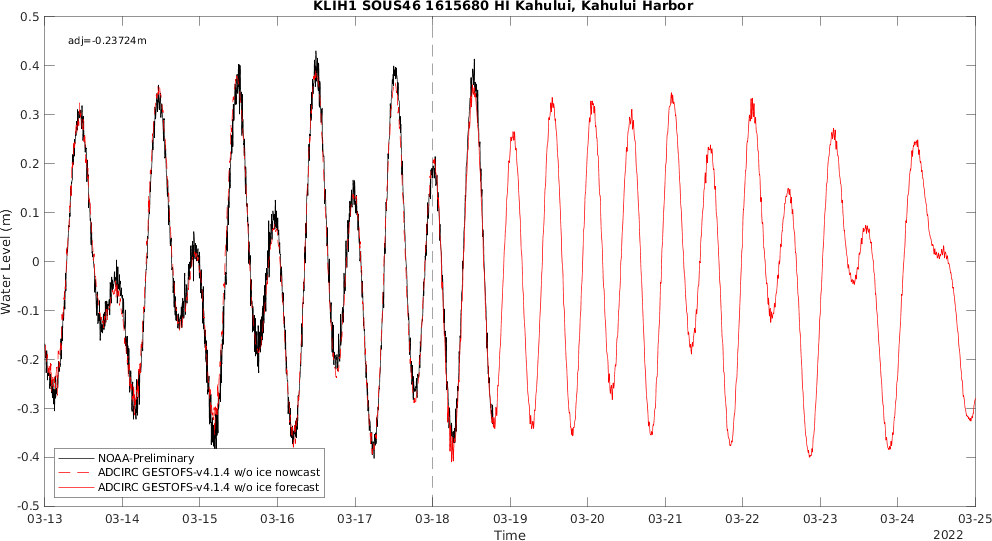 KLIH1 SOUS46 1615680 HI Kahului, Kahului Harbor
adj=-0.23724m
0.5
0.4
0.3
0.2
0.1
0
-0.1
-0.2
-0.3
-0.4
-0.5
Water Level (m)
NOAA-Preliminary
ADCIRC GESTOFS-v4.1.4 w/o ice nowcast
ADCIRC GESTOFS-v4.1.4 w/o ice forecast
03-13 03-14 03-15 03-16 03-17 03-18 03-19 03-20 03-21 03-22 03-23 03-24 03-25
Time
2022